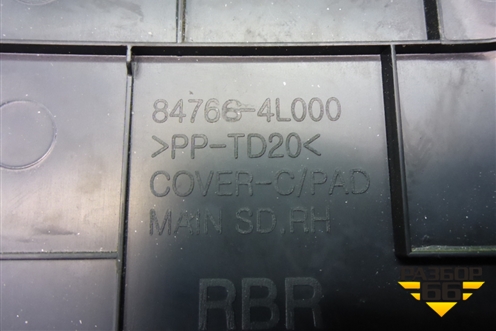 84766-4L000
>PP-TD20<
COVER-C/PAD
MAIN SD,RH
RBR
РАЗБОР
66